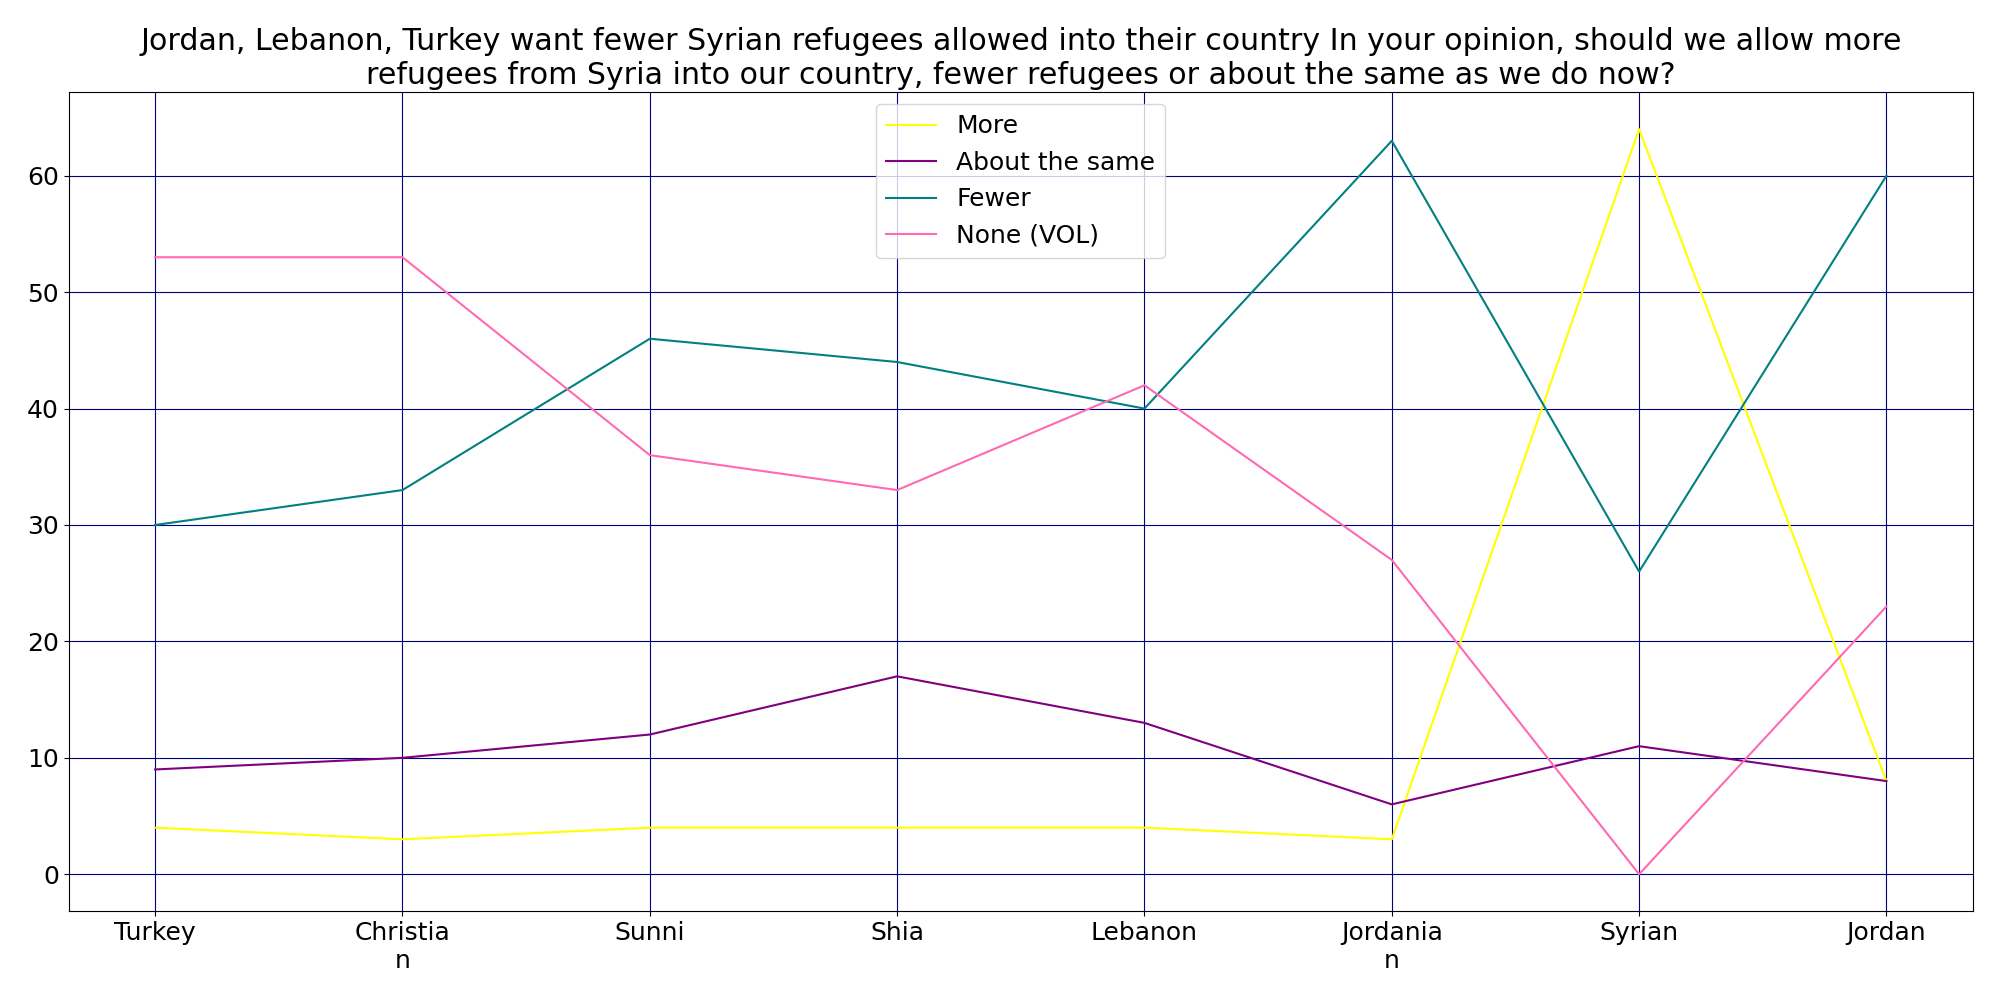 Jordan, Lebanon, Turkey want fewer Syrian refugees allowed into their country In your opinion, should we allow more
refugees from Syria into our country, fewer refugees or about the same as we do now?
More
About the same
Fewer
None (VOL)
60
50
40
30
20
10
0
Turkey
Christia
n
Sunni
Shia
Lebanon
Jordania
n
Syrian
Jordan